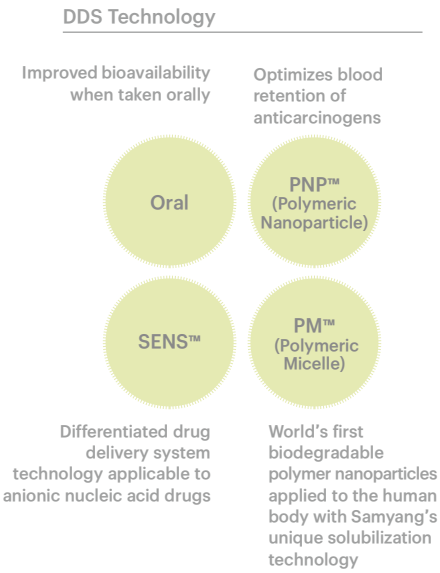 DDS Technology
Improved bioavailability
when taken orally
Optimizes blood
retention of
anticarcinogens
Oral
PNP™
(Polymeric
Nanoparticle)
SENS™
PM™
(Polymeric
Micelle)
Differentiated drug
delivery system
technology applicable to
anionic nucleic acid drugs
World's first
biodegradable
polymer nanoparticles
applied to the human
body with Samyang's
unique solubilization
technology